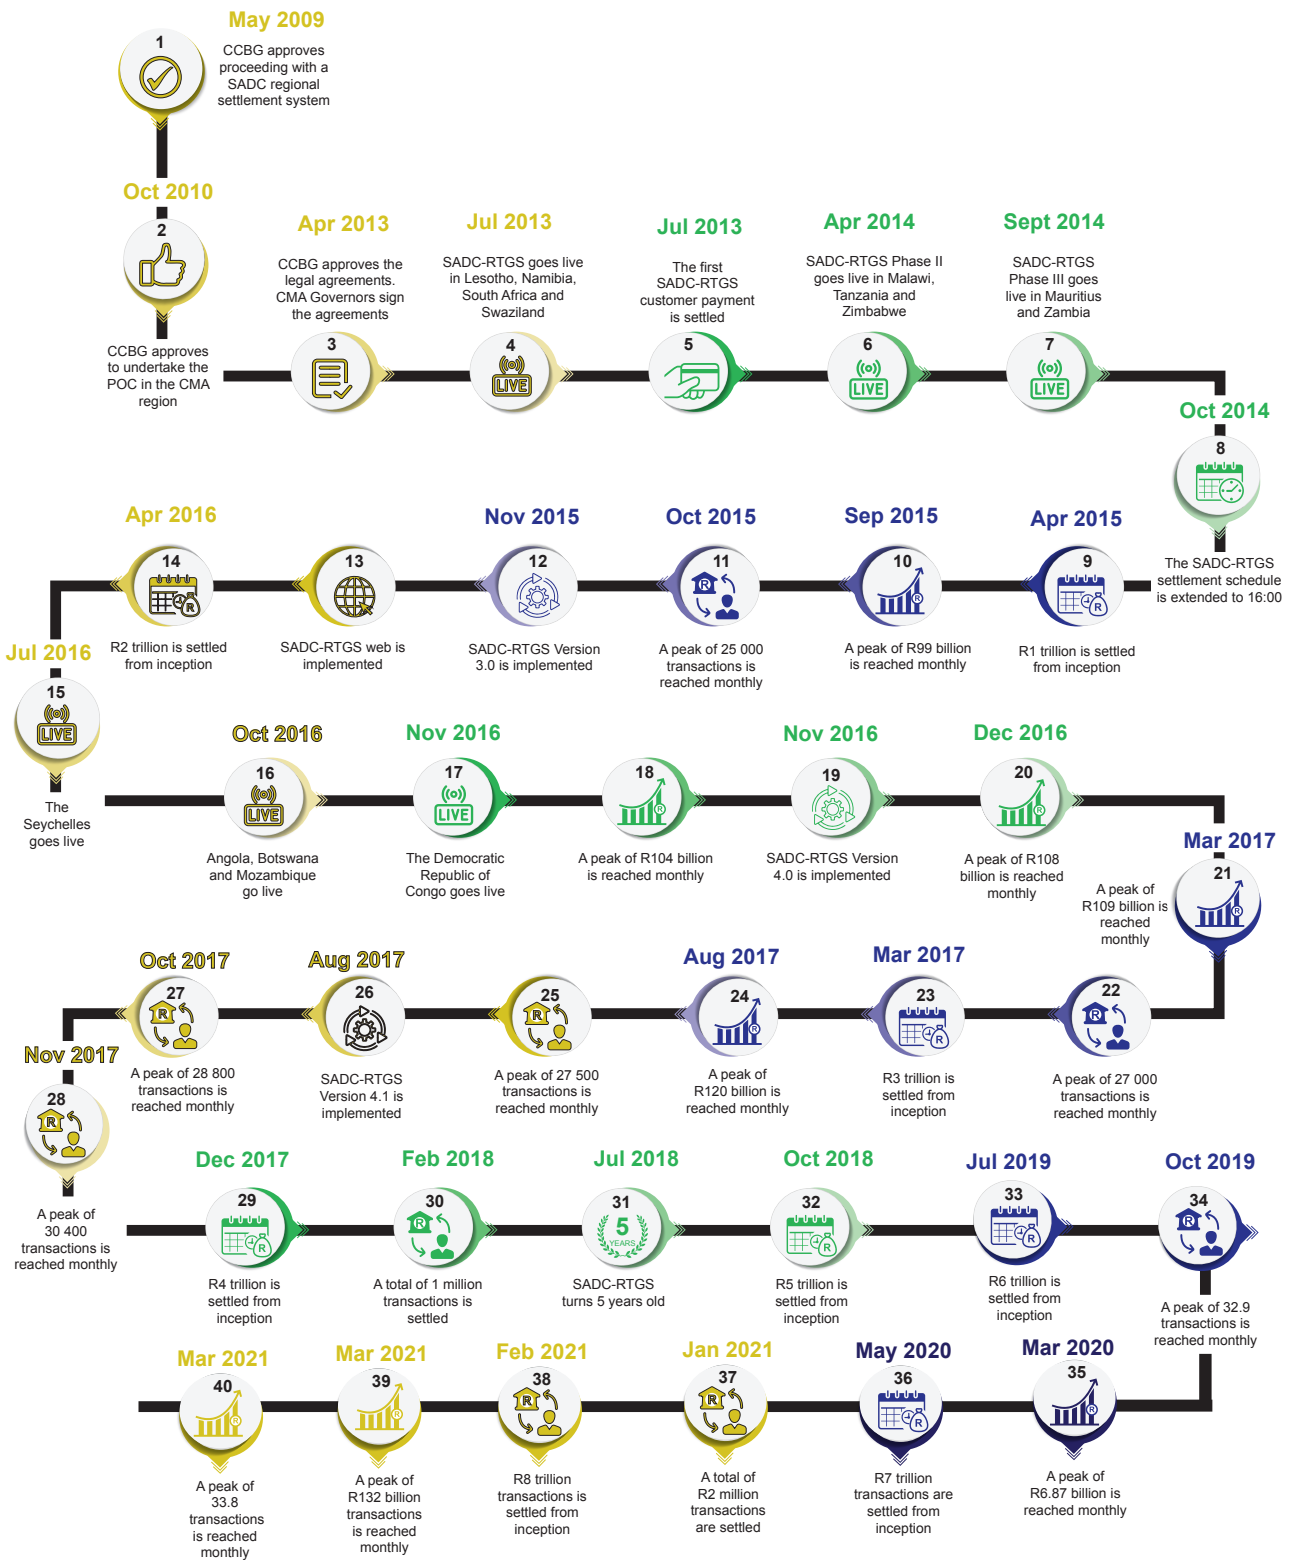 May 2009
1
CCBG approves
proceeding with a
SADC regional
settlement system
Oct 2010
2
CCBG approves
to undertake the
POC in the CMA
region
Apr 2013
CCBG approves the
legal agreements.
CMA Governors sign
the agreements
3
Jul 2013
SADC-RTGS goes live
in Lesotho, Namibia,
South Africa and
Swaziland
4
LIVE
Jul 2013
The first
SADC-RTGS
customer payment
is settled
5
Apr 2014
SADC-RTGS Phase II
goes live in Malawi,
Tanzania and
Zimbabwe
6
LIVE
Sept 2014
SADC-RTGS
Phase III goes
live in Mauritius
and Zambia
7
LIVE
Oct 2014
8
The SADC-RTGS
settlement schedule
is extended to 16:00
Apr 2015
9
R
R1 trillion is settled
from inception
Sep 2015
10
R
A peak of R99 billion
is reached monthly
Oct 2015
11
R
A peak of 25 000
transactions is
reached monthly
Nov 2015
12
SADC-RTGS Version
3.0 is implemented
13
SADC-RTGS web is
implemented
Apr 2016
14
R
R2 trillion is settled
from inception
Jul 2016
15
LIVE
The
Seychelles
goes live
Oct 2016
16
LIVE
Angola, Botswana
and Mozambique
go live
Nov 2016
17
LIVE
The Democratic
Republic of
Congo goes live
18
R
A peak of R104 billion
is reached monthly
Nov 2016
19
SADC-RTGS Version
4.0 is implemented
Dec 2016
20
R
A peak of R108
billion is reached
monthly
Mar 2017
21
R
A peak of
R109 billion is
reached
monthly
22
R
A peak of 27 000
transactions is
reached monthly
Mar 2017
23
R
R3 trillion is
settled from
inception
Aug 2017
24
R
A peak of
R120 billion is
reached monthly
25
R
A peak of 27 500
transactions is
reached monthly
Aug 2017
26
SADC-RTGS
Version 4.1 is
implemented
Oct 2017
27
R
A peak of 28 800
transactions is
reached monthly
Nov 2017
28
R
A peak of
30 400
transactions is
reached monthly
Dec 2017
29
R
R4 trillion is
settled from
inception
Feb 2018
30
R
A total of 1 million
transactions is
settled
Jul 2018
31
5
YEARS
SADC-RTGS
turns 5 years old
Oct 2018
32
R
R5 trillion is
settled from
inception
Jul 2019
33
R
R6 trillion is
settled from
inception
Oct 2019
34
R
A peak of 32.9
transactions is
reached monthly
Mar 2020
35
R
A peak of
R6.87 billion is
reached monthly
May 2020
36
R
R7 trillion
transactions are
settled from
inception
Jan 2021
37
R
A total of
R2 million
transactions
are settled
Feb 2021
38
R
R8 trillion
transactions is
settled from
inception
Mar 2021
39
R
A peak of
R132 billion
transactions
is reached
monthly
Mar 2021
40
R
A peak of
33.8
transactions
is reached
monthly